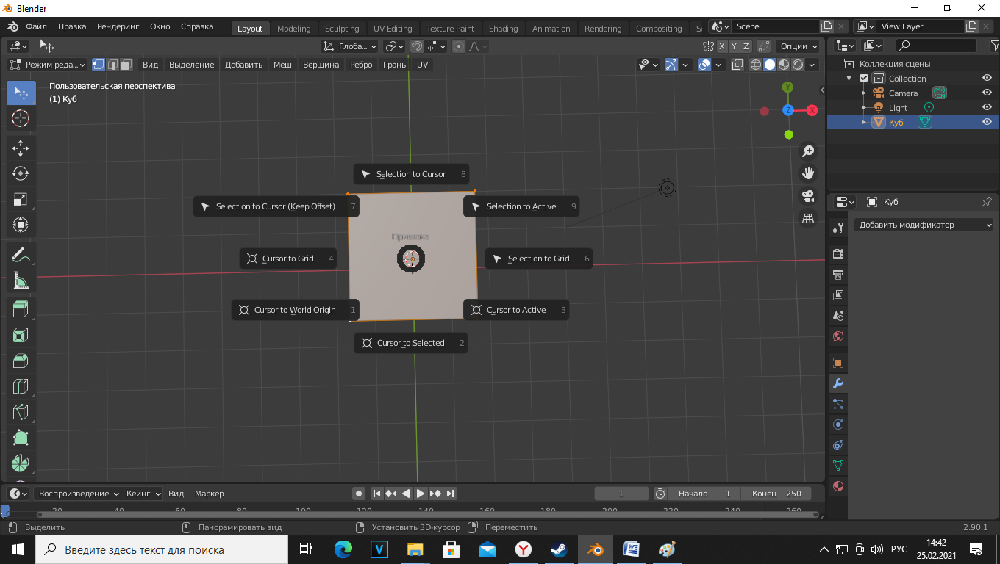 Blender
Файл Правка Рендеринг Окно Справка Layout Modeling Sculpting UV Editing Texture Paint Shading Animation Rendering Compositing Scene View Layer
Глоба... X Y Z Опции
Режим реда... Вид Выделение Добавить Меш Вершина Ребро Грань UV
Пользовательская перспектива
(1) Куб
Y
Z
X
Selection to Cursor 8
Selection to Cursor (Keep Offset) 7
Selection to Active 9
Привязка
Cursor to Grid 4
Selection to Grid 6
Cursor to World Origin 1
Cursor to Active 3
Cursor to Selected 2
Коллекция сцены
Collection
Camera
Light
Куб
Куб
Добавить модификатор
Воспроизведение Кеинг Вид Маркер 1 Начало 1 Конец 250
20 40 60 80 100 120 140 160 180 200 220 240 260
Выделить Панорамировать вид Установить 3D-курсор Переместить 2.90.1
Введите здесь текст для поиска
РУС
14:42
25.02.2021